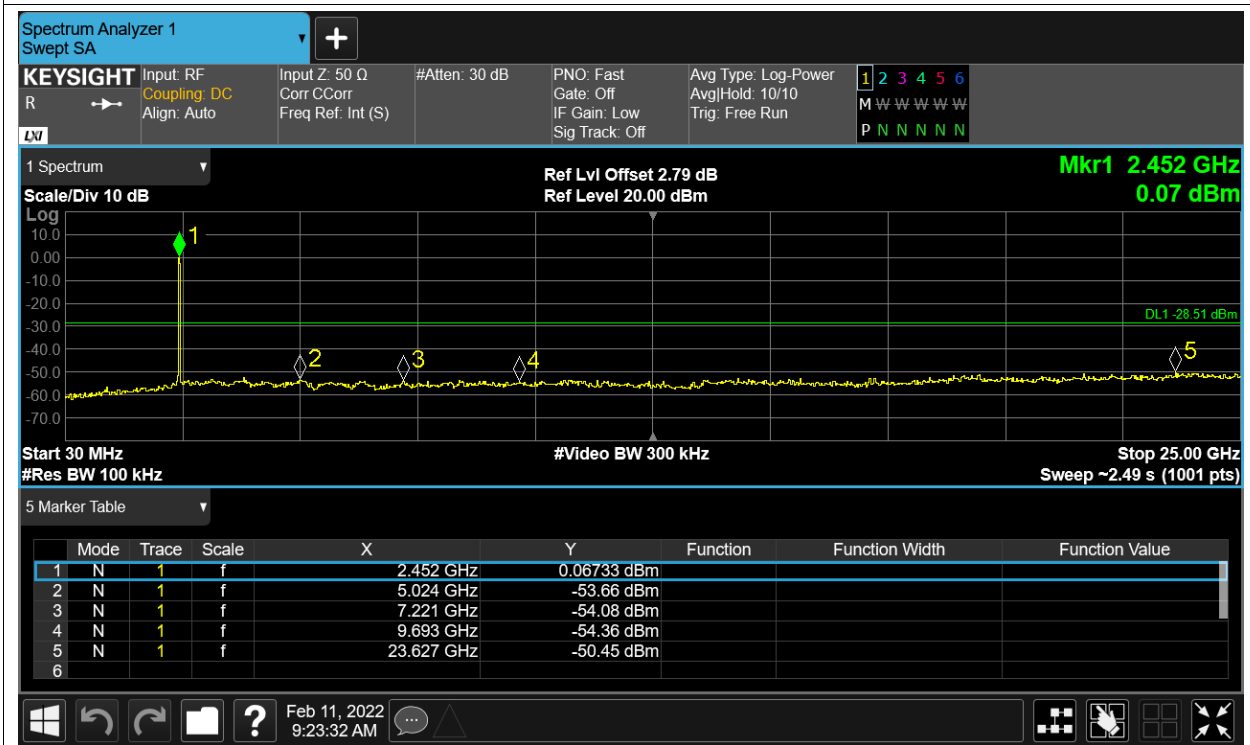 Spectrum Analyzer 1
Swept SA
+
KEYSIGHT
R
LXI
Input: RF
Coupling: DC
Align: Auto
Input Z: 50 Ω
Corr CCorr
Freq Ref: Int (S)
#Atten: 30 dB
PNO: Fast
Gate: Off
IF Gain: Low
Sig Track: Off
Avg Type: Log-Power
Avg|Hold: 10/10
Trig: Free Run
1 2 3 4 5 6
M W W W W W
P N N N N N
1 Spectrum
Scale/Div 10 dB
Ref Lvl Offset 2.79 dB
Ref Level 20.00 dBm
Mkr1 2.452 GHz
0.07 dBm
Log
10.0
0.00
-10.0
-20.0
-30.0
-40.0
-50.0
-60.0
-70.0
1
2
3
4
5
DL1 -28.51 dBm
Start 30 MHz
#Video BW 300 kHz
Stop 25.00 GHz
#Res BW 100 kHz
Sweep ~2.49 s (1001 pts)
5 Marker Table
Mode Trace Scale X Y Function Function Width Function Value
1 N 1 f 2.452 GHz 0.06733 dBm
2 N 1 f 5.024 GHz -53.66 dBm
3 N 1 f 7.221 GHz -54.08 dBm
4 N 1 f 9.693 GHz -54.36 dBm
5 N 1 f 23.627 GHz -50.45 dBm
6
?
Feb 11, 2022
9:23:32 AM